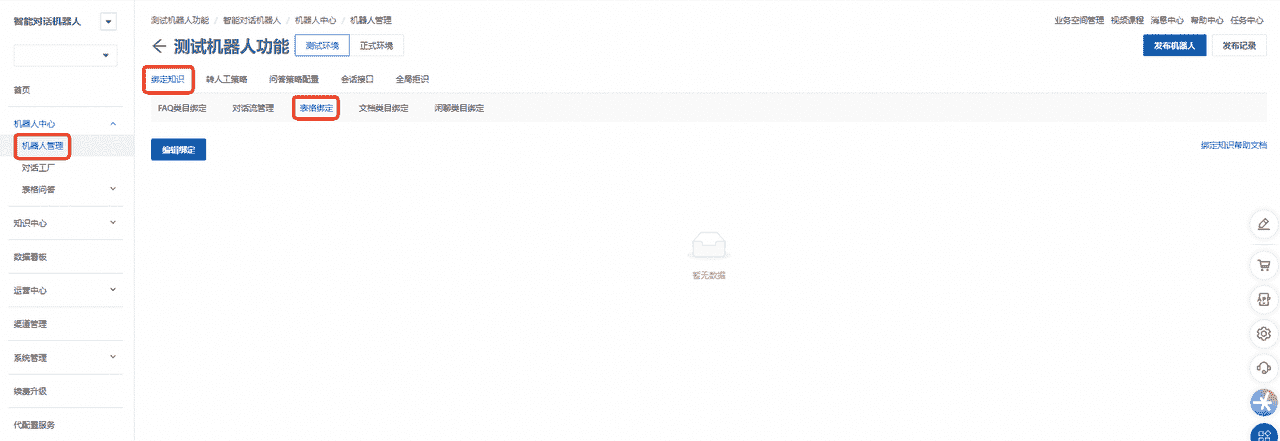 智能对话机器人
首页
机器人中心
机器人管理
对话工厂
表格问答
知识中心
数据看板
运营中心
渠道管理
系统管理
续费升级
代配置服务
测试机器人功能 / 智能对话机器人 / 机器人中心 / 机器人管理
业务空间管理 视频课程 消息中心 帮助中心 任务中心
测试机器人功能 测试环境 正式环境
发布机器人 发布记录
绑定知识 转人工策略 问答策略配置 会话接口 全局拒识
FAQ类目绑定 对话流管理 表格绑定 文档类目绑定 闲聊类目绑定
编辑绑定
绑定知识帮助文档
暂无数据